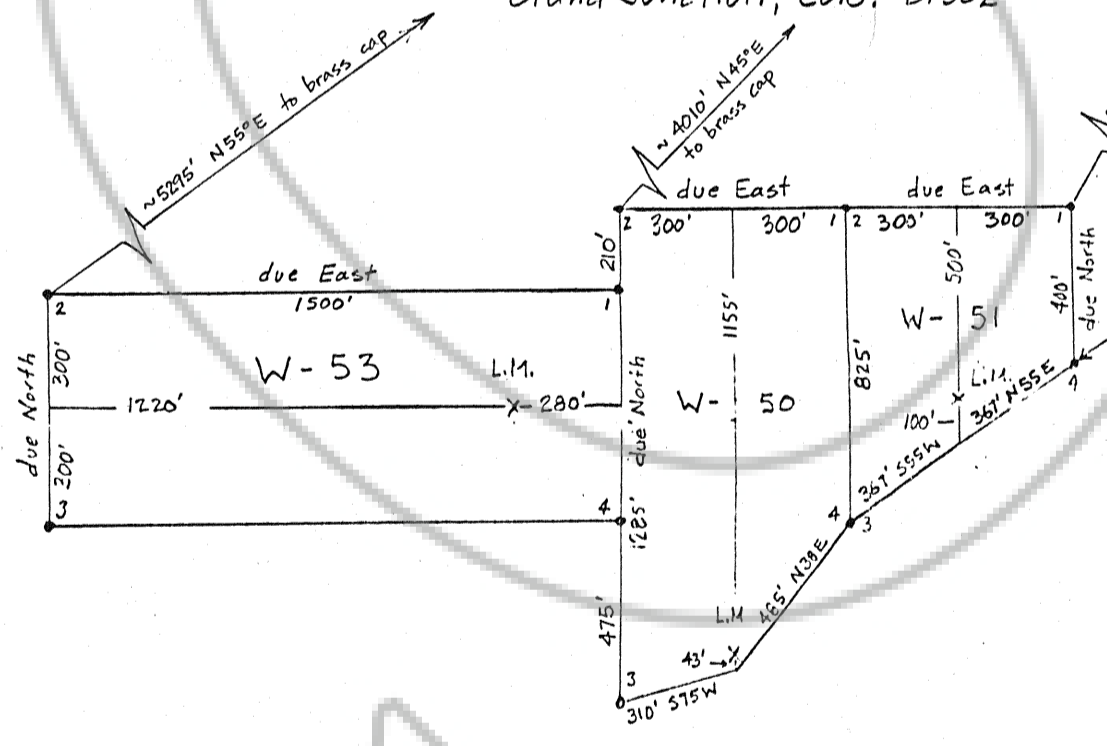 Grand Junction, Colo. 81502
~5295' N55°E to brass cap
~4010' N45°E
to brass cap
due East
300' 300'
due East
300' 300'
2
1
2
1
210'
due East
1500'
2
1
due North
300'
200'
W-53
L.M.
1220'
X
280'
3
4
due North
1285'
475'
1155'
W- 50
825'
500'
W- 51
400'
due North
L.M.
X
100'
367' N55E
367' S55W
4
3
465' N38E
L.M
43'
X
3
310' S75W